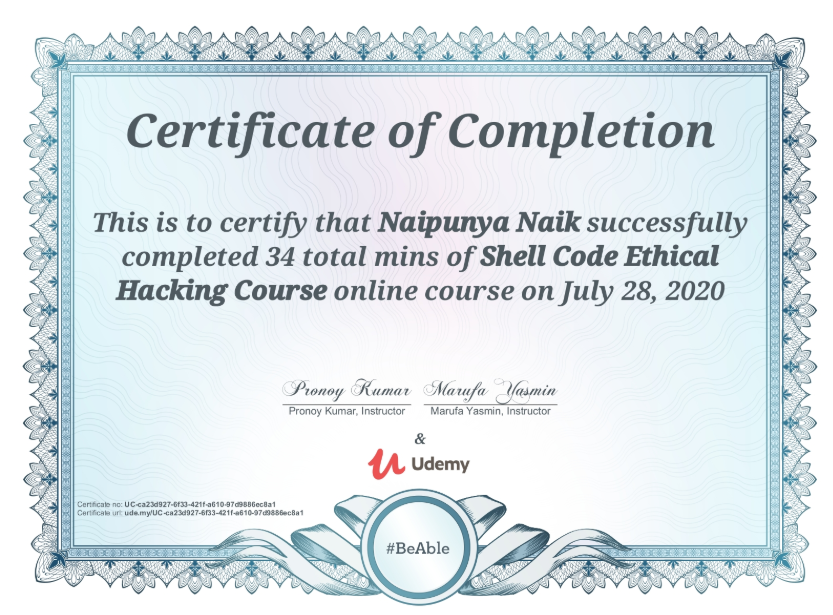 Certificate of Completion
This is to certify that Naipunya Naik successfully
completed 34 total mins of Shell Code Ethical
Hacking Course online course on July 28, 2020
Pronoy Kumar Marufa Yasmin
Pronoy Kumar, Instructor Marufa Yasmin, Instructor
&
Udemy
Certificate no: UC-ca23d927-6f33-421f-a610-97d9886ec8a1
Certificate url: ude.my/UC-ca23d927-6f33-421f-a610-97d9886ec8a1
#BeAble